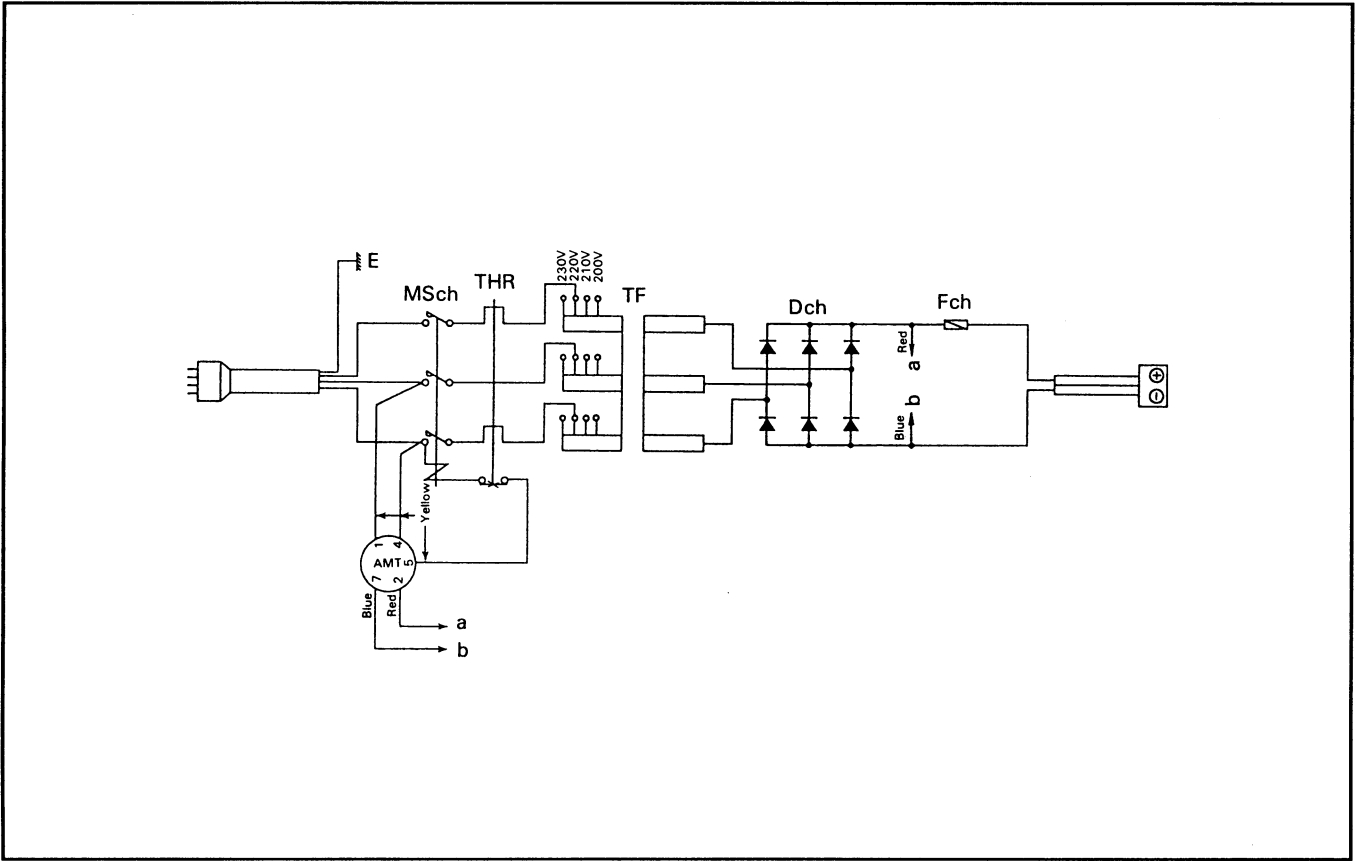 E
MSch
THR
230V
220V
210V
200V
TF
Dch
Fch
Red
a
b
Blue
⊕
⊖
Yellow
1
4
AMT
5
7
2
Blue
Red
a
b